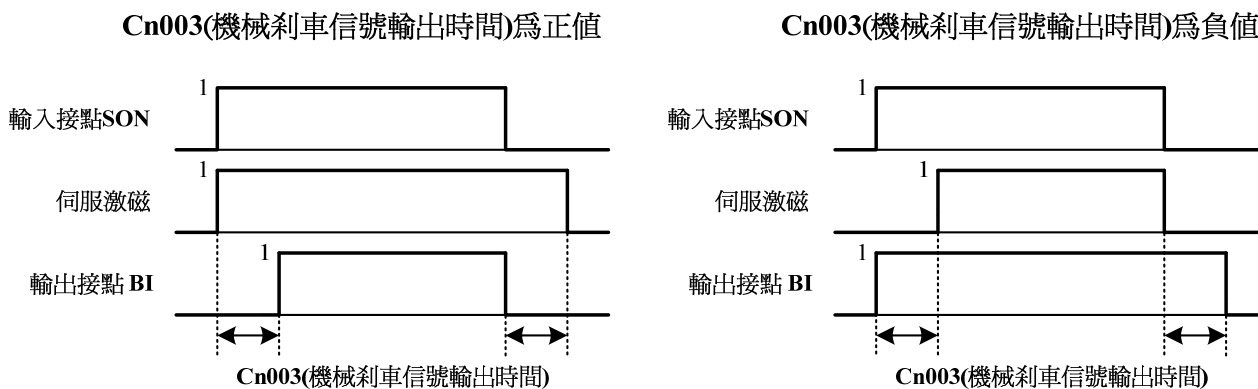 Cn003(機械刹車信號輸出時間)爲正值
1
輸入接點SON
1
伺服激磁
1
輸出接點 BI
Cn003(機械刹車信號輸出時間)
Cn003(機械刹車信號輸出時間)爲負值
1
輸入接點SON
1
伺服激磁
1
輸出接點 BI
Cn003(機械刹車信號輸出時間)